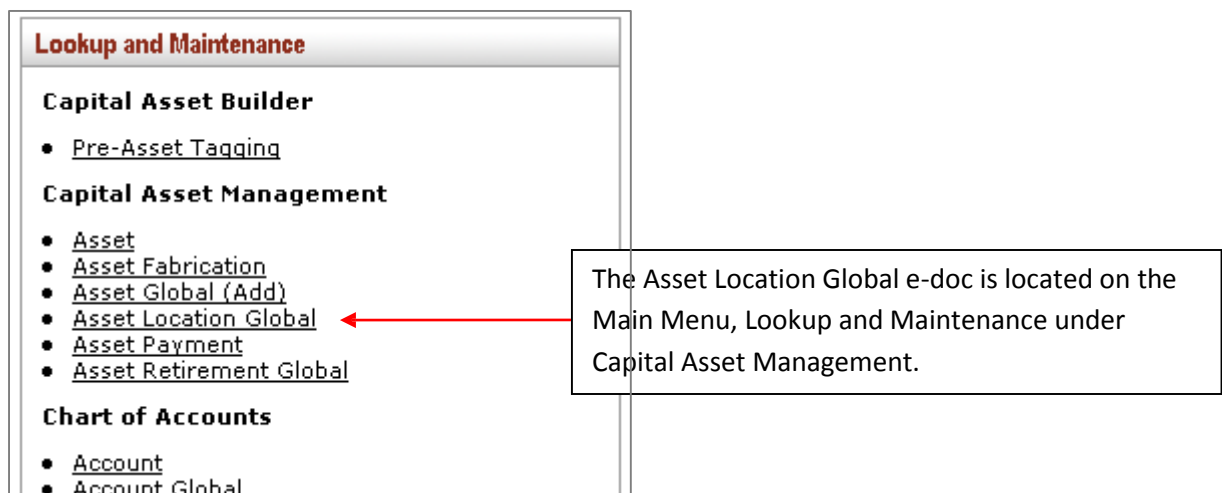 Lookup and Maintenance
Capital Asset Builder
• Pre-Asset Tagging
Capital Asset Management
• Asset
• Asset Fabrication
• Asset Global (Add)
• Asset Location Global
• Asset Payment
• Asset Retirement Global
The Asset Location Global e-doc is located on the
Main Menu, Lookup and Maintenance under
Capital Asset Management.
Chart of Accounts
• Account
• Account Global